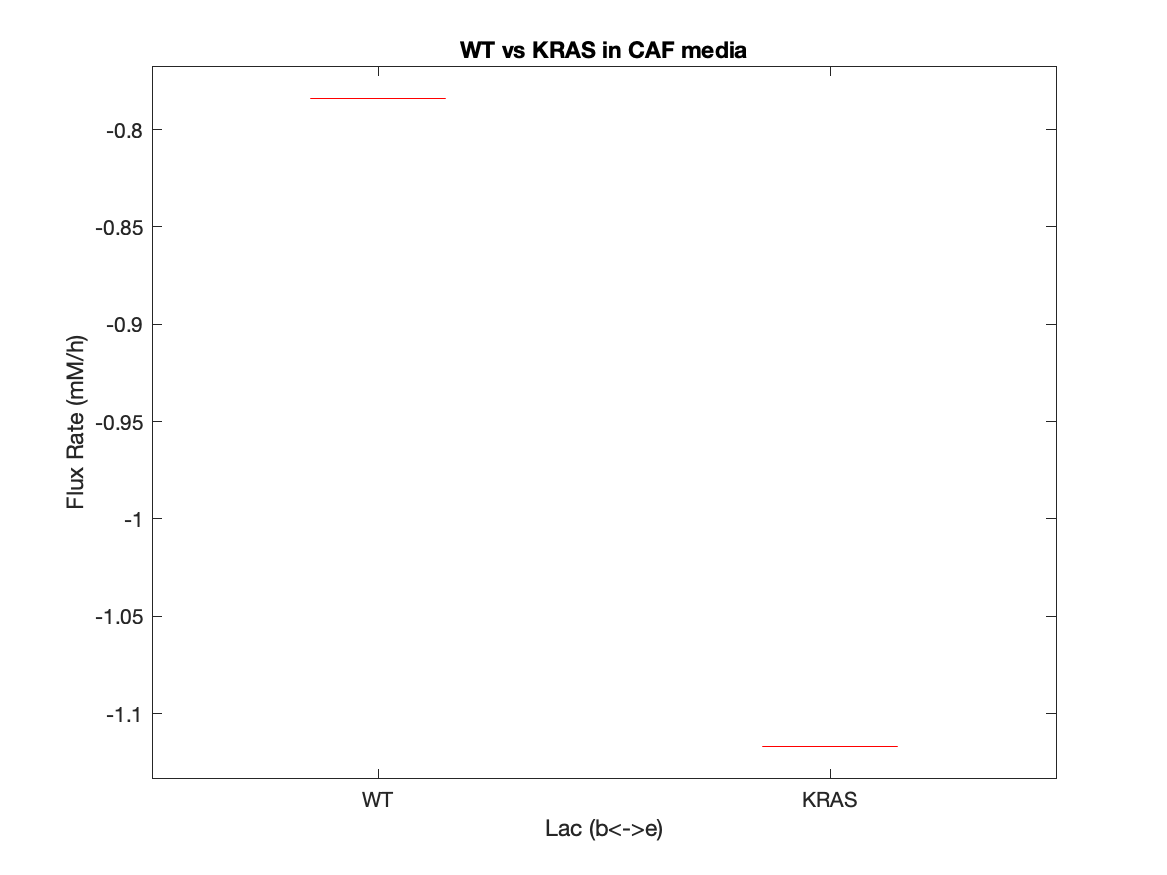 WT vs KRAS in CAF media
Flux Rate (mM/h)
-0.8
-0.85
-0.9
-0.95
-1
-1.05
-1.1
WT
KRAS
Lac (b<->e)